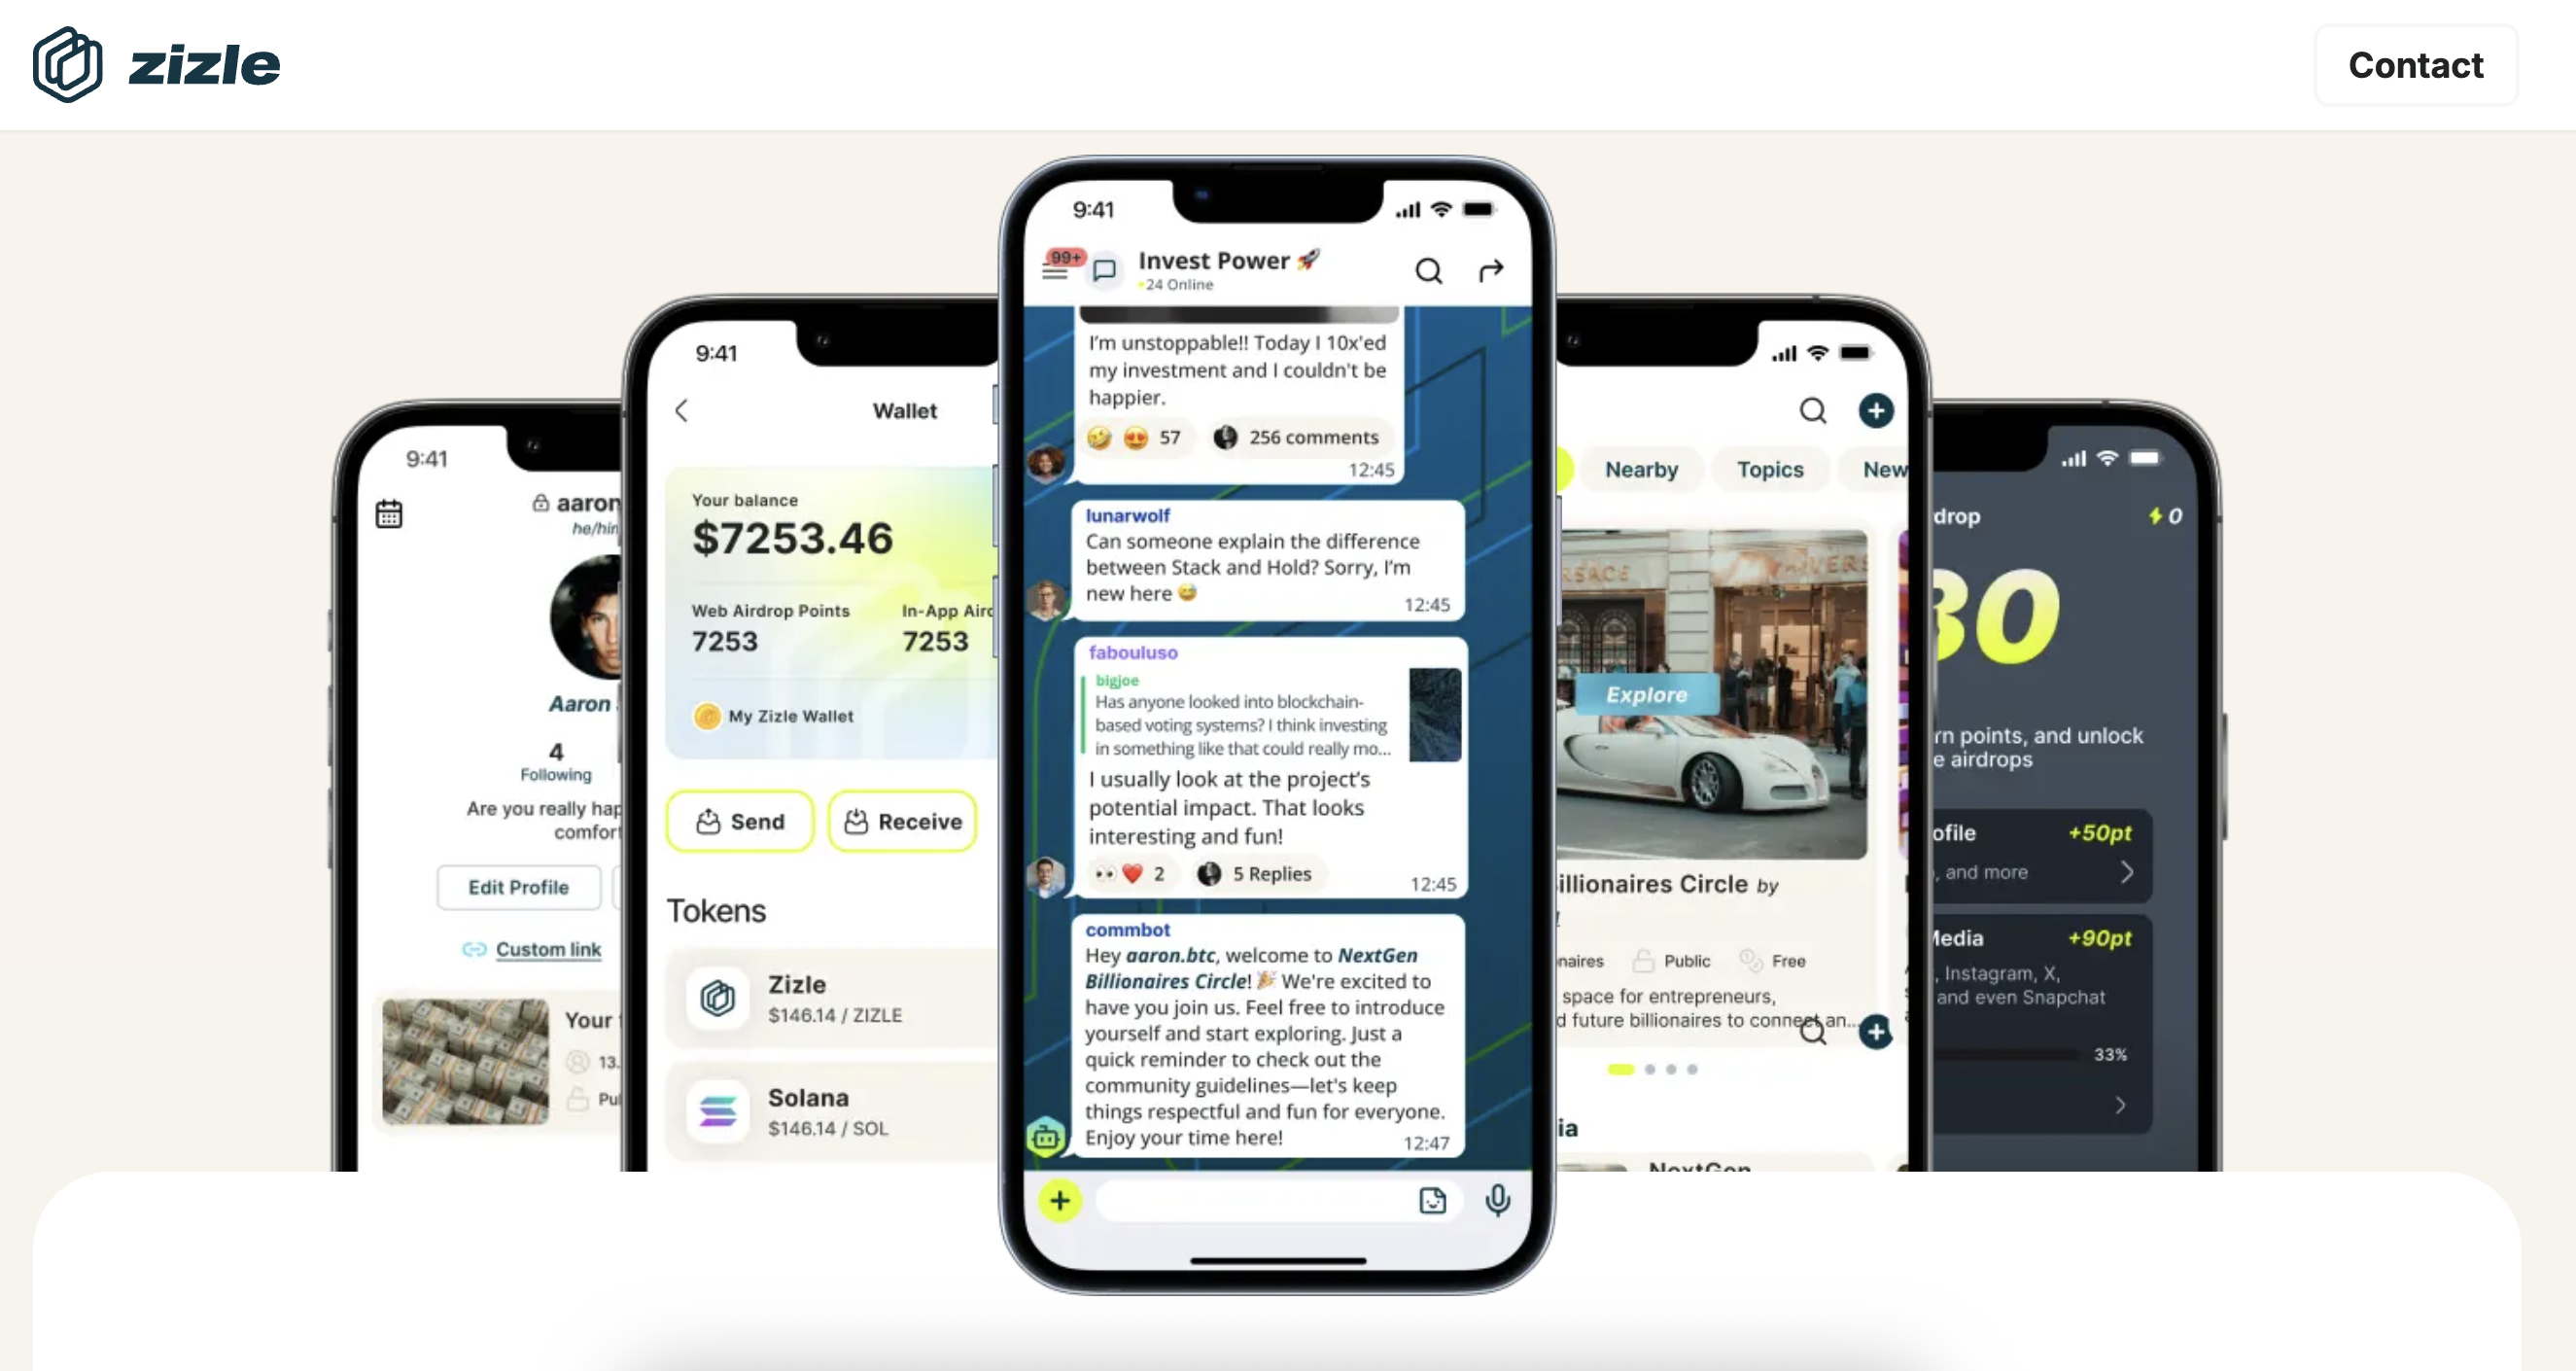 zizle
Contact
9:41
aaron
he/him
Aaron
4
Following
Are you really hap
comfort
Edit Profile
Custom link
Your
13.
Pu
9:41
Wallet
Your balance
$7253.46
Web Airdrop Points
In-App Airc
7253
7253
My Zizle Wallet
Send
Receive
Tokens
Zizle
$146.14 / ZIZLE
Solana
$146.14 / SOL
9:41
99+
Invest Power 🚀
24 Online
I'm unstoppable!! Today I 10x'ed
my investment and I couldn't be
happier.
🤣 😍 57
256 comments
12:45
lunarwolf
Can someone explain the difference
between Stack and Hold? Sorry, I'm
new here 😅
12:45
fabouluso
bigjoe
Has anyone looked into blockchain-
based voting systems? I think investing
in something like that could really mo...
I usually look at the project's
potential impact. That looks
interesting and fun!
👀 ❤️ 2
5 Replies
12:45
commbot
Hey aaron.btc, welcome to NextGen
Billionaires Circle! 🎉 We're excited to
have you join us. Feel free to introduce
yourself and start exploring. Just a
quick reminder to check out the
community guidelines—let's keep
things respectful and fun for everyone.
Enjoy your time here!
12:47
Nearby
Topics
New
Explore
illionaires Circle by
naires
Public
Free
space for entrepreneurs,
d future billionaires to connect an...
ia
NextGen
drop
0
30
rn points, and unlock
e airdrops
ofile
+50pt
, and more
Media
+90pt
, Instagram, X,
and even Snapchat
33%